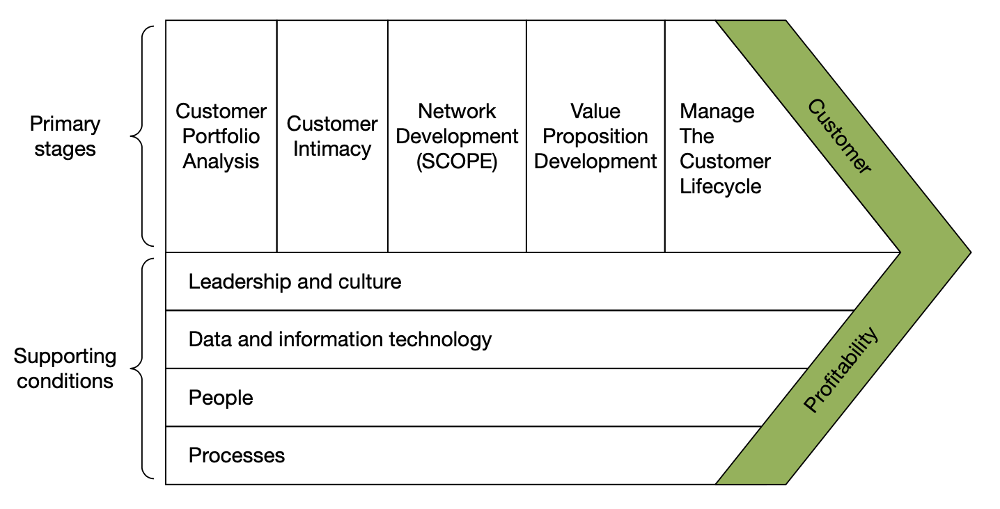 Primary
stages
Customer
Portfolio
Analysis
Customer
Intimacy
Network
Development
(SCOPE)
Value
Proposition
Development
Manage
The
Customer
Lifecycle
Customer
Supporting
conditions
Leadership and culture
Data and information technology
People
Processes
Profitability